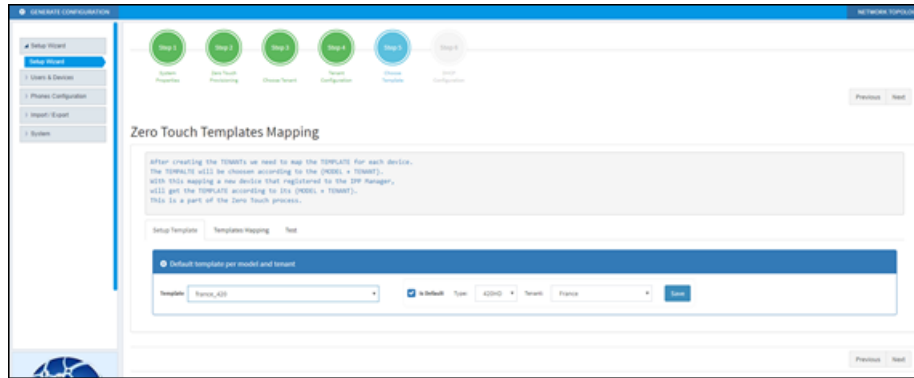 GENERATE CONFIGURATION
NETWORK TOPOLO
Setup Wizard
Setup Wizard
Users & Devices
Phones Configuration
Import / Export
System
Step 1
Step 2
Step 3
Step 4
Step 5
Step 6
System Properties
Zero Touch Provisioning
Choose Tenant
Tenant Configuration
Choose Template
DHCP Configuration
Previous Next
Zero Touch Templates Mapping
After creating the TENANTs we need to map the TEMPLATE for each device.
The TEMPALTE will be choosen according to the (MODEL + TENANT).
With this mapping a new device that registered to the IPP Manager,
will get the TEMPLATE according to its (MODEL + TENANT).
This is a part of the Zero Touch process.
Setup Template Templates Mapping Test
Default template per model and tenant
Template france_420 Is Default Type: 420HD Tenant: France Save
Previous Next